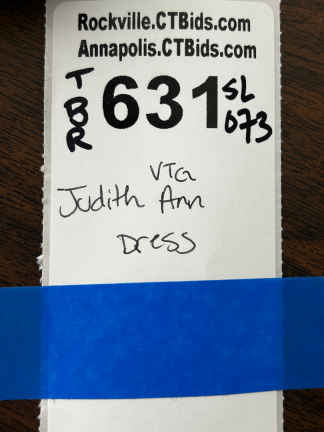 Rockville.CTBids.com
Annapolis.CTBids.com
TBR 631 SL 073
VTG
Judith Ann
Dress